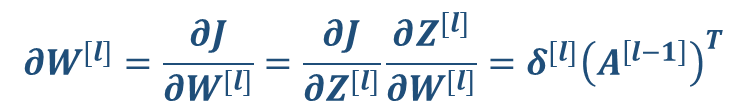 ∂W^[l] = ∂J/∂W^[l] = ∂J/∂Z^[l] ∂Z^[l]/∂W^[l] = δ^[l](A^[l−1])^T